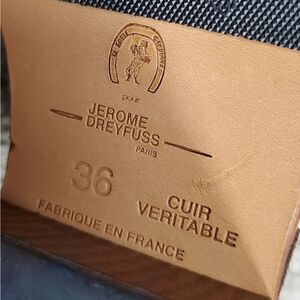 pour
JEROME
DREYFUSS
PARIS
36
CUIR
VERITABLE
FABRIQUE EN FRANCE